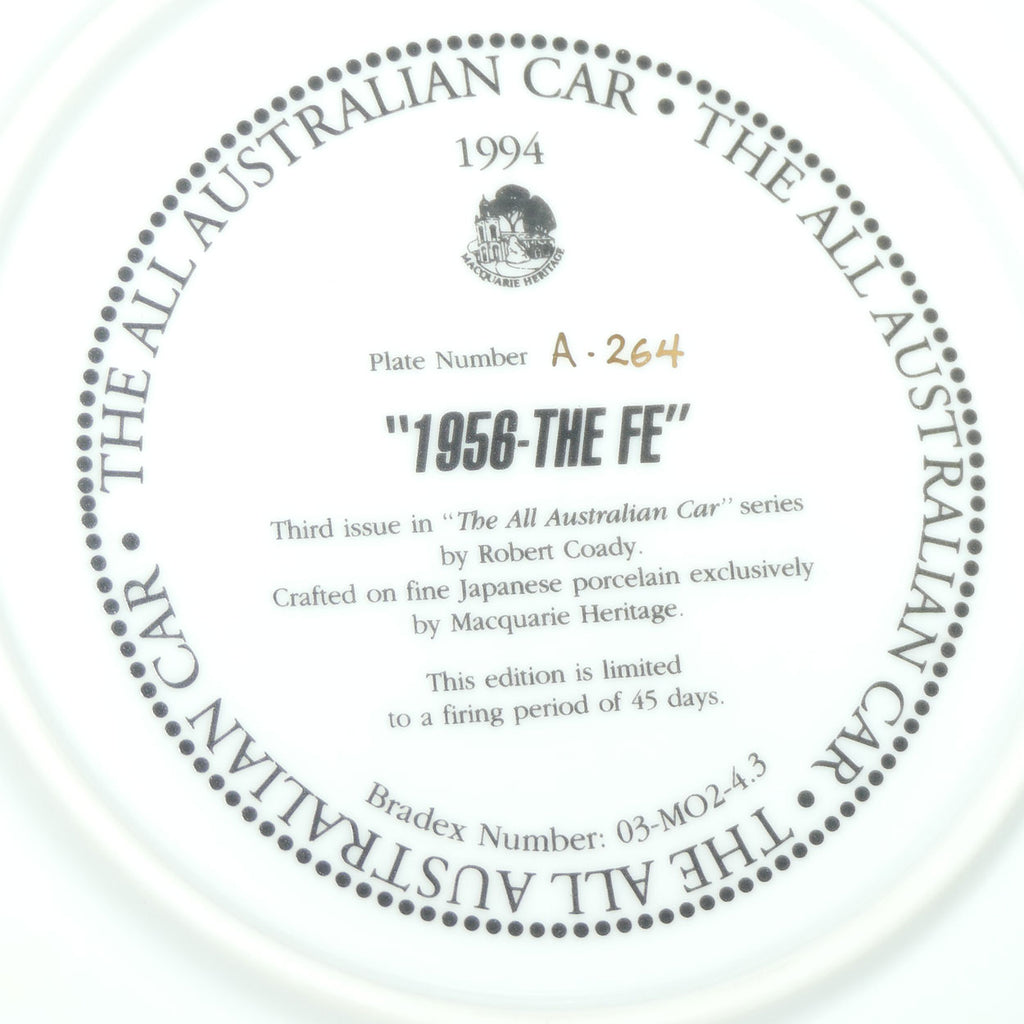 THE ALL AUSTRALIAN CAR • THE ALL AUSTRALIAN CAR • THE ALL AUSTRALIAN CAR •
1994
MACQUARIE HERITAGE
Plate Number A-264
"1956-THE FE"
Third issue in "The All Australian Car" series
by Robert Coady.
Crafted on fine Japanese porcelain exclusively
by Macquarie Heritage.
This edition is limited
to a firing period of 45 days.
Bradex Number: 03-MO2-4.3